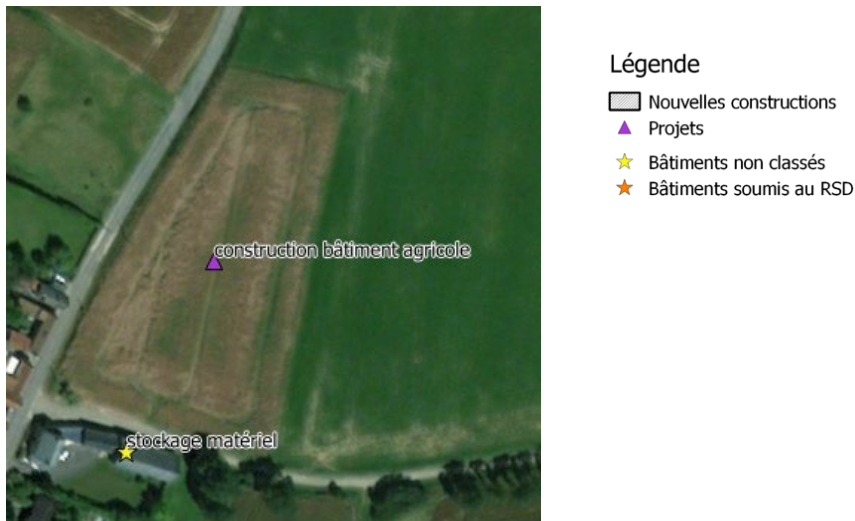 construction bâtiment agricole
stockage matériel
Légende
Nouvelles constructions
Projets
Bâtiments non classés
Bâtiments soumis au RSD